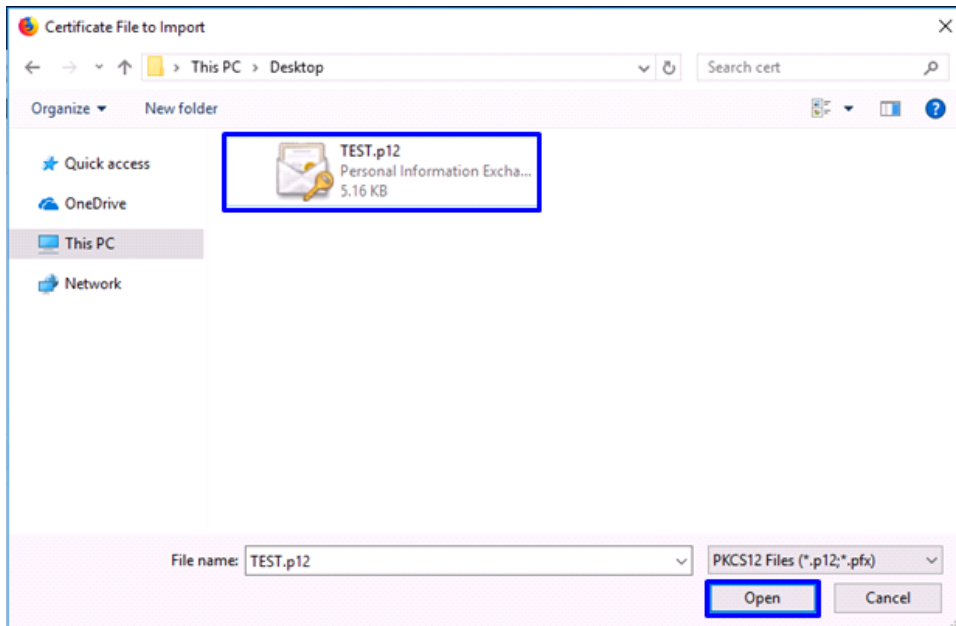 Certificate File to Import
This PC > Desktop
Search cert
Organize
New folder
?
Quick access
OneDrive
This PC
Network
TEST.p12
Personal Information Excha...
5.16 KB
File name: TEST.p12
PKCS12 Files (*.p12;*.pfx)
Open
Cancel